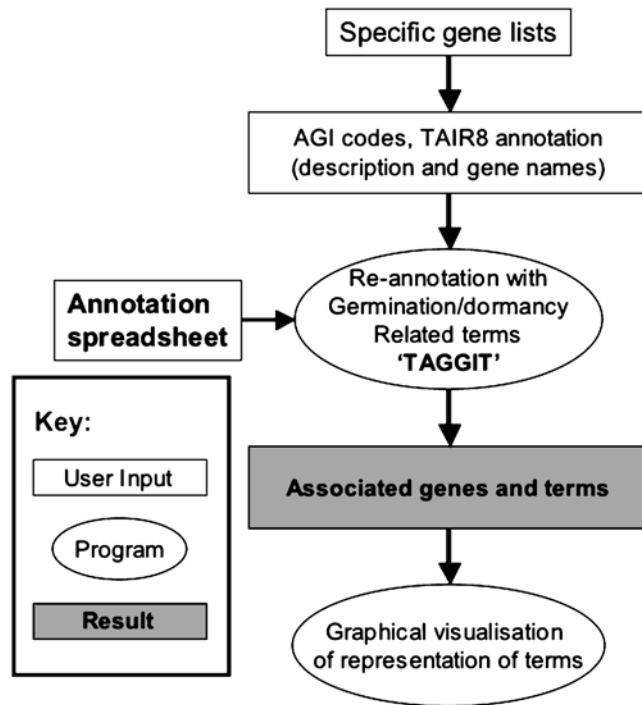 Specific gene lists
AGI codes, TAIR8 annotation
(description and gene names)
Re-annotation with
Germination/dormancy
Related terms
‘TAGGIT’
Annotation
spreadsheet
Key:
User Input
Program
Result
Associated genes and terms
Graphical visualisation
of representation of terms